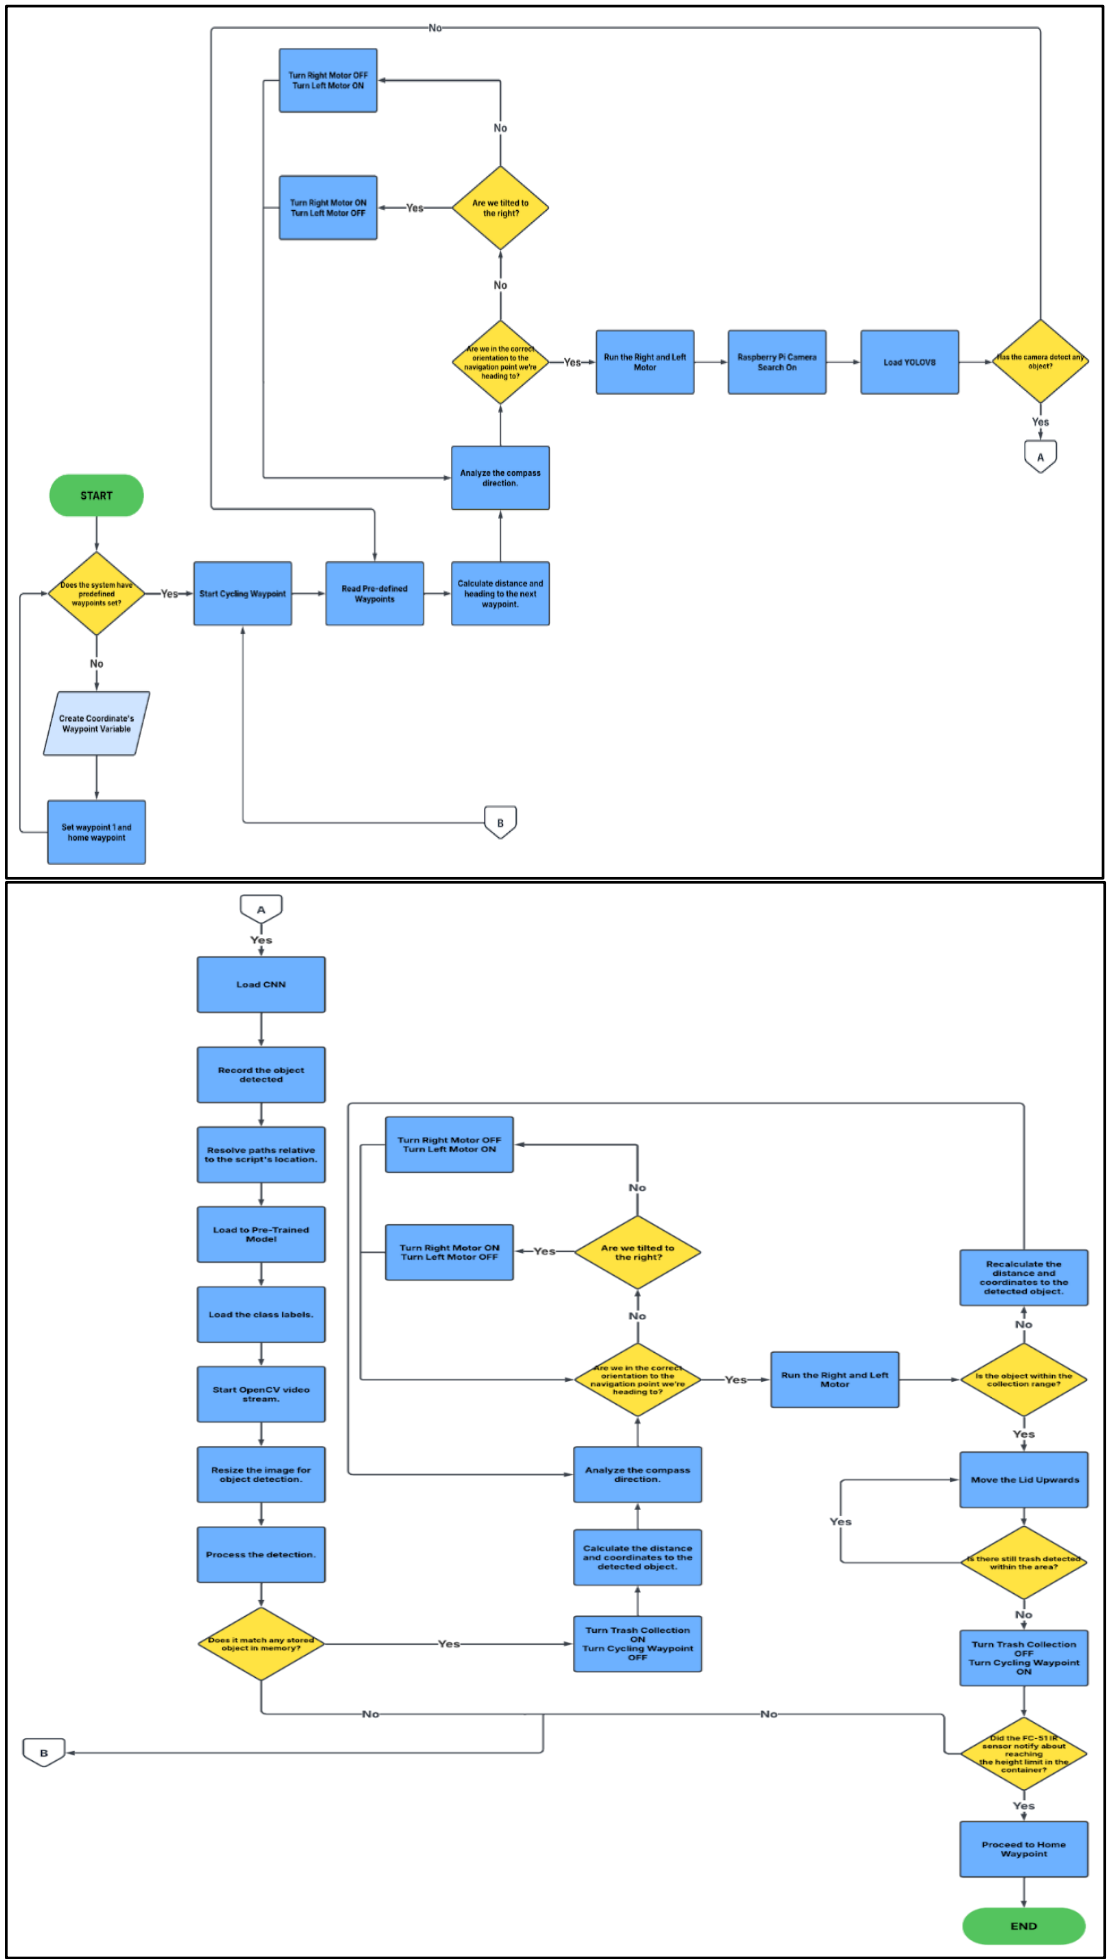 No
Turn Right Motor OFF
Turn Left Motor ON
No
Turn Right Motor ON
Turn Left Motor OFF
Yes
Are we tilted to
the right?
No
Are we in the correct
orientation to the
navigation point we're
heading to?
Yes
Run the Right and Left
Motor
Raspberry Pi Camera
Search On
Load YOLOV8
Has the camera detect any
object?
Yes
A
Analyze the compass
direction.
START
Does the system have
predefined
waypoints set?
Yes
Start Cycling Waypoint
Read Pre-defined
Waypoints
Calculate distance and
heading to the next
waypoint.
No
Create Coordinate's
Waypoint Variable
Set waypoint 1 and
home waypoint
B
A
Yes
Load CNN
Record the object
detected
Resolve paths relative
to the script's location.
Load to Pre-Trained
Model
Load the class labels.
Start OpenCV video
stream.
Resize the image for
object detection.
Process the detection.
Does it match any stored
object in memory?
Yes
Turn Trash Collection
ON
Turn Cycling Waypoint
OFF
Calculate the distance
and coordinates to the
detected object.
Analyze the compass
direction.
Are we in the correct
orientation to the
navigation point we're
heading to?
No
Are we tilted to
the right?
Yes
Turn Right Motor ON
Turn Left Motor OFF
No
Turn Right Motor OFF
Turn Left Motor ON
Yes
Run the Right and Left
Motor
Is the object within the
collection range?
No
Recalculate the
distance and
coordinates to the
detected object.
Yes
Move the Lid Upwards
Yes
Is there still trash detected
within the area?
No
Turn Trash Collection
OFF
Turn Cycling Waypoint
ON
Did the FC-51 IR
sensor notify about
reaching
the height limit in the
container?
No
No
B
Yes
Proceed to Home
Waypoint
END